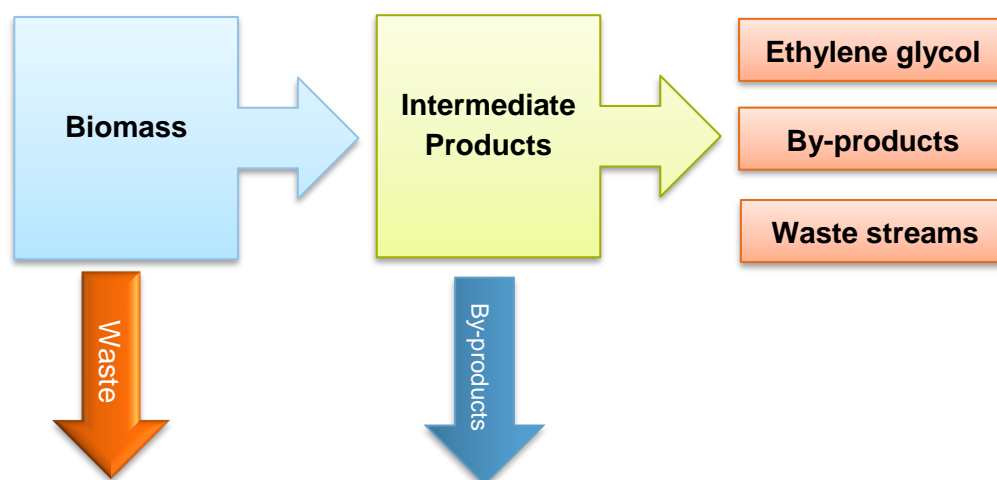 Biomass
Intermediate
Products
Ethylene glycol
By-products
Waste streams
Waste
By-products